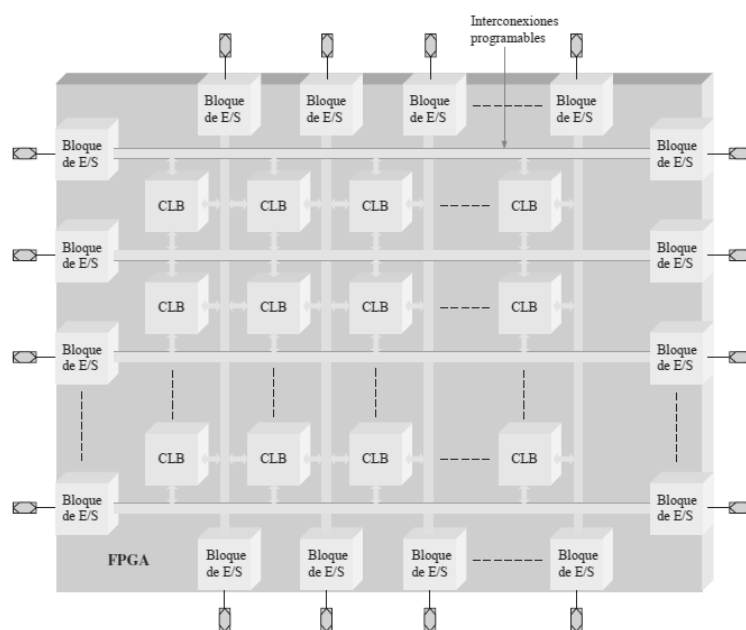 Interconexiones
programables
Bloque
de E/S
Bloque
de E/S
Bloque
de E/S
Bloque
de E/S
Bloque
de E/S
Bloque
de E/S
CLB
CLB
CLB
CLB
Bloque
de E/S
Bloque
de E/S
CLB
CLB
CLB
CLB
Bloque
de E/S
Bloque
de E/S
CLB
CLB
CLB
CLB
Bloque
de E/S
Bloque
de E/S
FPGA
Bloque
de E/S
Bloque
de E/S
Bloque
de E/S
Bloque
de E/S